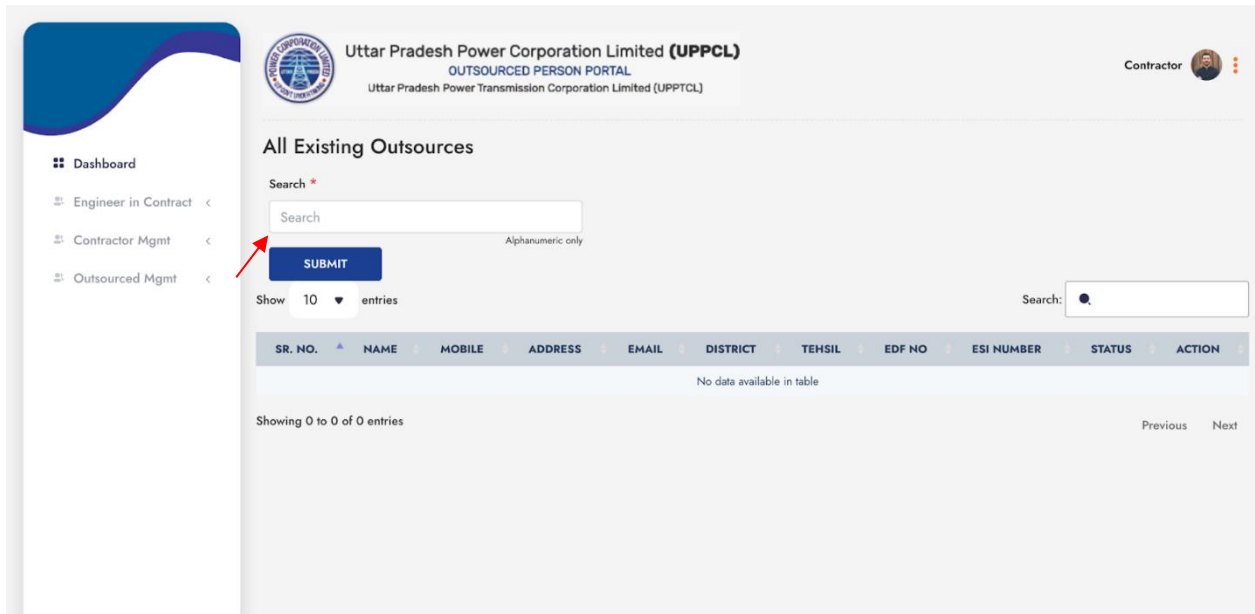 Uttar Pradesh Power Corporation Limited (UPPCL)
OUTSOURCED PERSON PORTAL
Uttar Pradesh Power Transmission Corporation Limited (UPPTCL)
Contractor
Dashboard
Engineer in Contract
Contractor Mgmt
Outsourced Mgmt
All Existing Outsources
Search *
Search
Alphanumeric only
SUBMIT
Show 10 entries
Search:
SR. NO. NAME MOBILE ADDRESS EMAIL DISTRICT TEHSIL EDF NO ESI NUMBER STATUS ACTION
No data available in table
Showing 0 to 0 of 0 entries
Previous Next